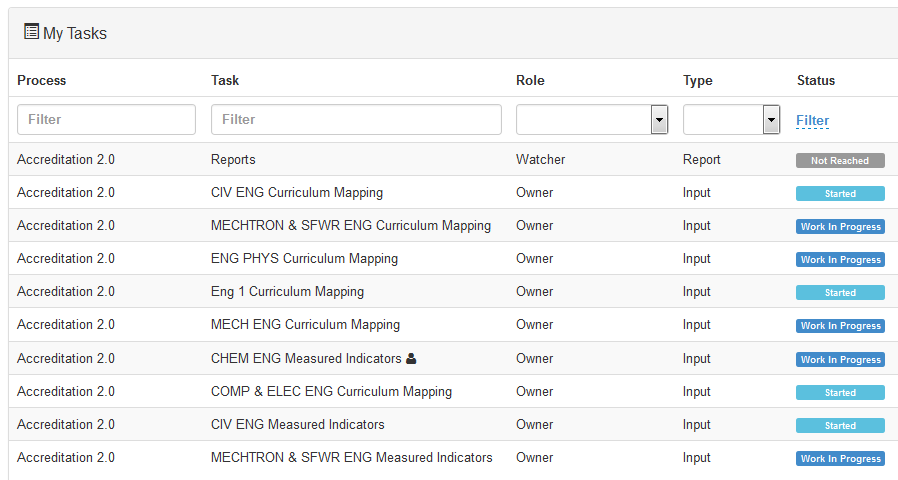 My Tasks
Process Task Role Type Status
Filter Filter Filter
Accreditation 2.0 Reports Watcher Report Not Reached
Accreditation 2.0 CIV ENG Curriculum Mapping Owner Input Started
Accreditation 2.0 MECHTRON & SFWR ENG Curriculum Mapping Owner Input Work In Progress
Accreditation 2.0 ENG PHYS Curriculum Mapping Owner Input Work In Progress
Accreditation 2.0 Eng 1 Curriculum Mapping Owner Input Started
Accreditation 2.0 MECH ENG Curriculum Mapping Owner Input Work In Progress
Accreditation 2.0 CHEM ENG Measured Indicators Owner Input Work In Progress
Accreditation 2.0 COMP & ELEC ENG Curriculum Mapping Owner Input Started
Accreditation 2.0 CIV ENG Measured Indicators Owner Input Started
Accreditation 2.0 MECHTRON & SFWR ENG Measured Indicators Owner Input Work In Progress